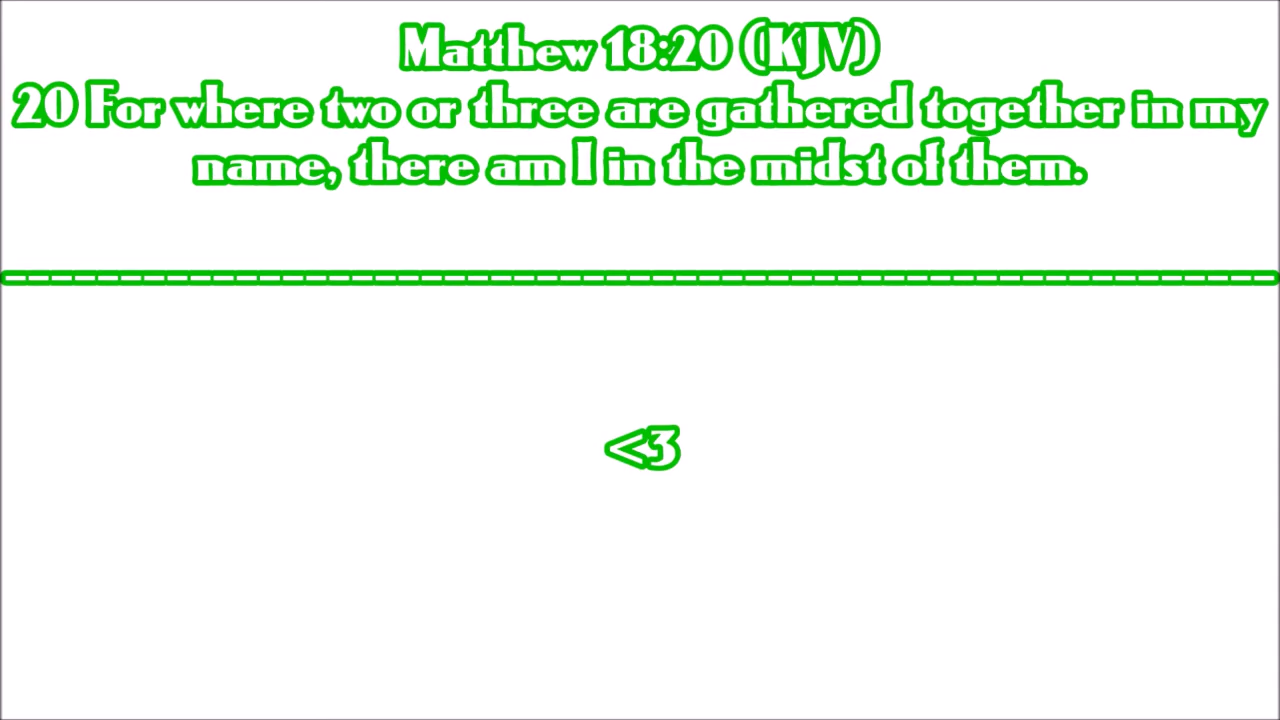 Matthew 18:20 (KJV)
20 For where two or three are gathered together in my
name, there am I in the midst of them.
<3